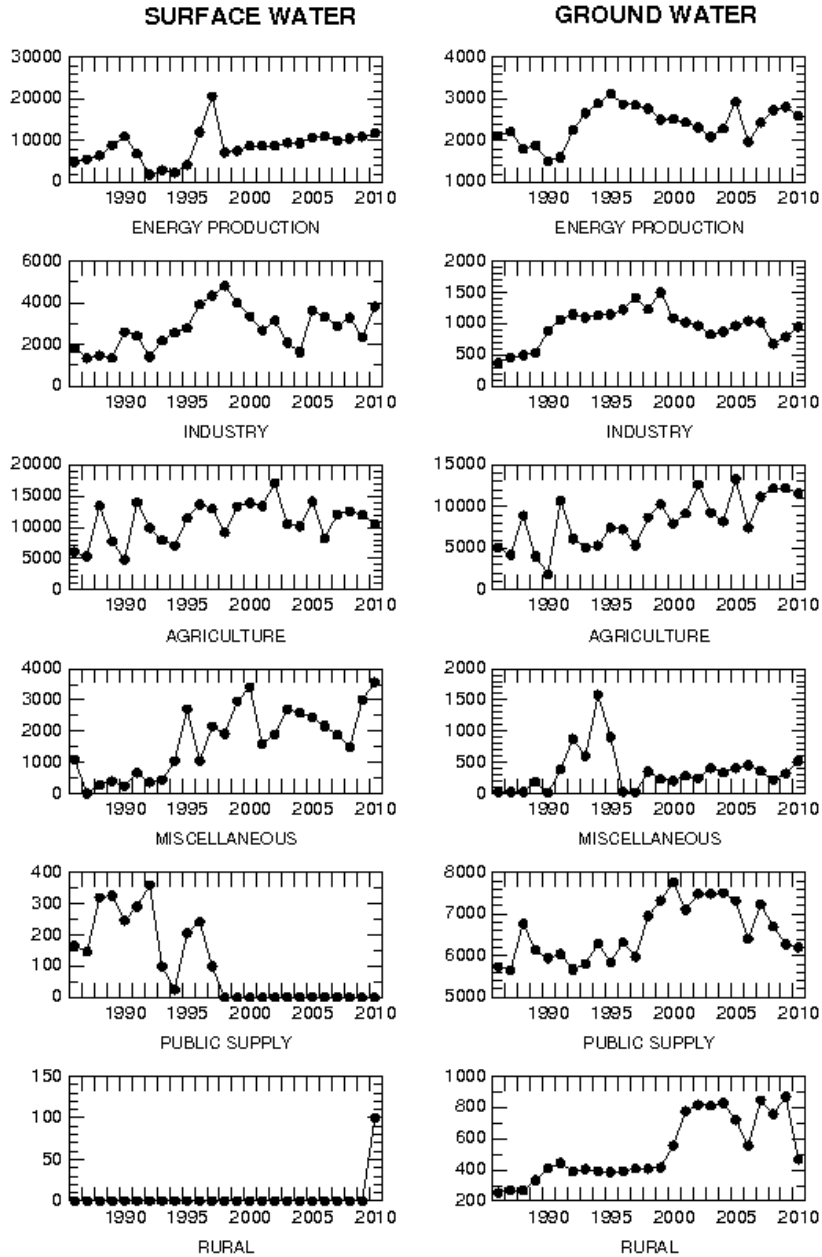 SURFACE WATER
GROUND WATER
30000
20000
10000
0
1990 1995 2000 2005 2010
ENERGY PRODUCTION
4000
3000
2000
1000
1990 1995 2000 2005 2010
ENERGY PRODUCTION
6000
4000
2000
0
1990 1995 2000 2005 2010
INDUSTRY
2000
1500
1000
500
0
1990 1995 2000 2005 2010
INDUSTRY
20000
15000
10000
5000
0
1990 1995 2000 2005 2010
AGRICULTURE
15000
10000
5000
0
1990 1995 2000 2005 2010
AGRICULTURE
4000
3000
2000
1000
0
1990 1995 2000 2005 2010
MISCELLANEOUS
2000
1500
1000
500
0
1990 1995 2000 2005 2010
MISCELLANEOUS
400
300
200
100
0
1990 1995 2000 2005 2010
PUBLIC SUPPLY
8000
7000
6000
5000
1990 1995 2000 2005 2010
PUBLIC SUPPLY
150
100
50
0
1990 1995 2000 2005 2010
RURAL
1000
800
600
400
200
1990 1995 2000 2005 2010
RURAL